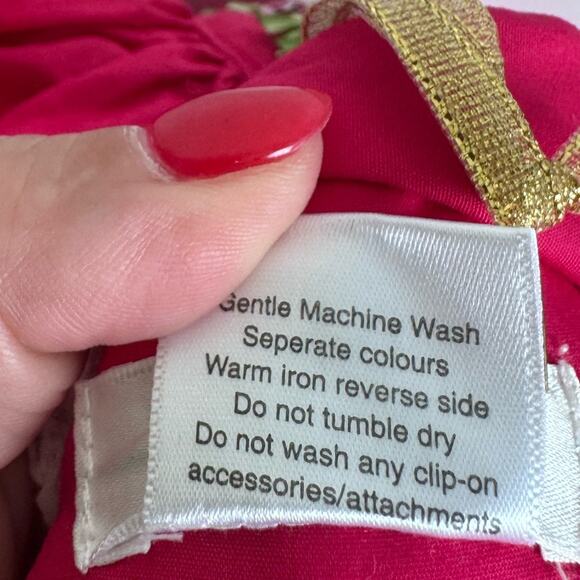 Gentle Machine Wash
Seperate colours
Warm iron reverse side
Do not tumble dry
Do not wash any clip-on
accessories/attachments